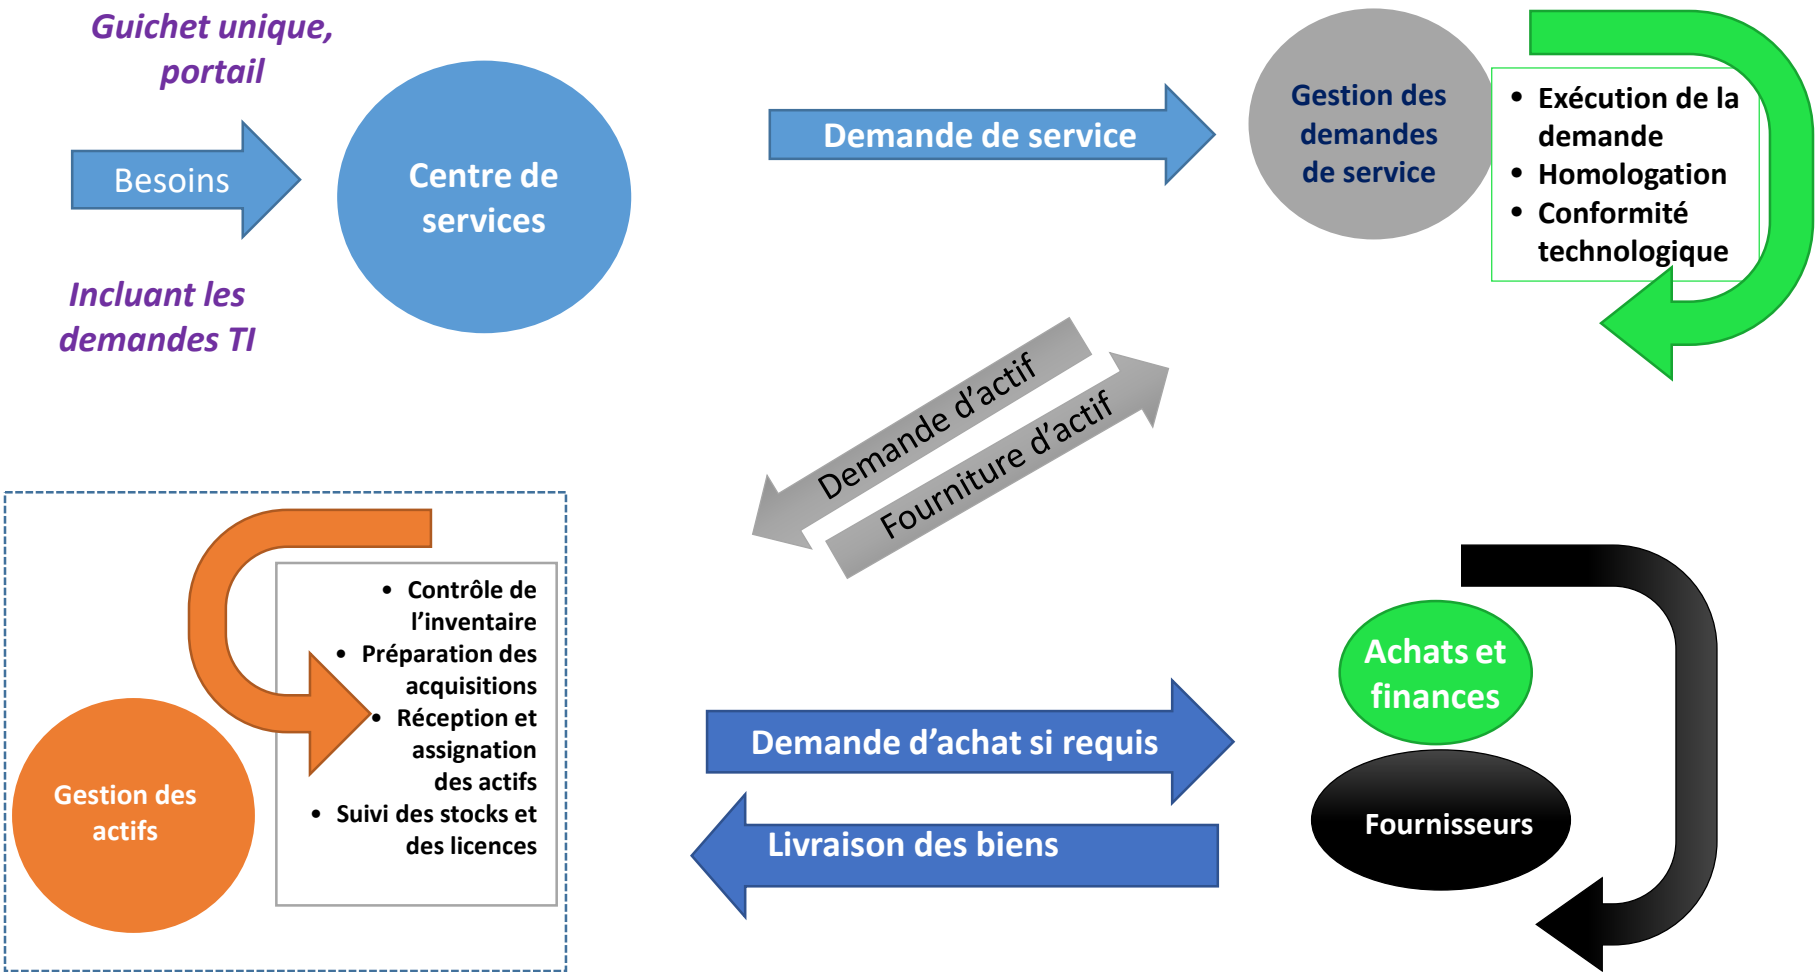 Guichet unique,
portail
Besoins
Incluant les
demandes TI
Centre de
services
Demande de service
Gestion des
demandes
de service
• Exécution de la
demande
• Homologation
• Conformité
technologique
Demande d’actif
Fourniture d’actif
Gestion des
actifs
• Contrôle de
l’inventaire
• Préparation des
acquisitions
• Réception et
assignation
des actifs
• Suivi des stocks et
des licences
Demande d’achat si requis
Livraison des biens
Achats et
finances
Fournisseurs